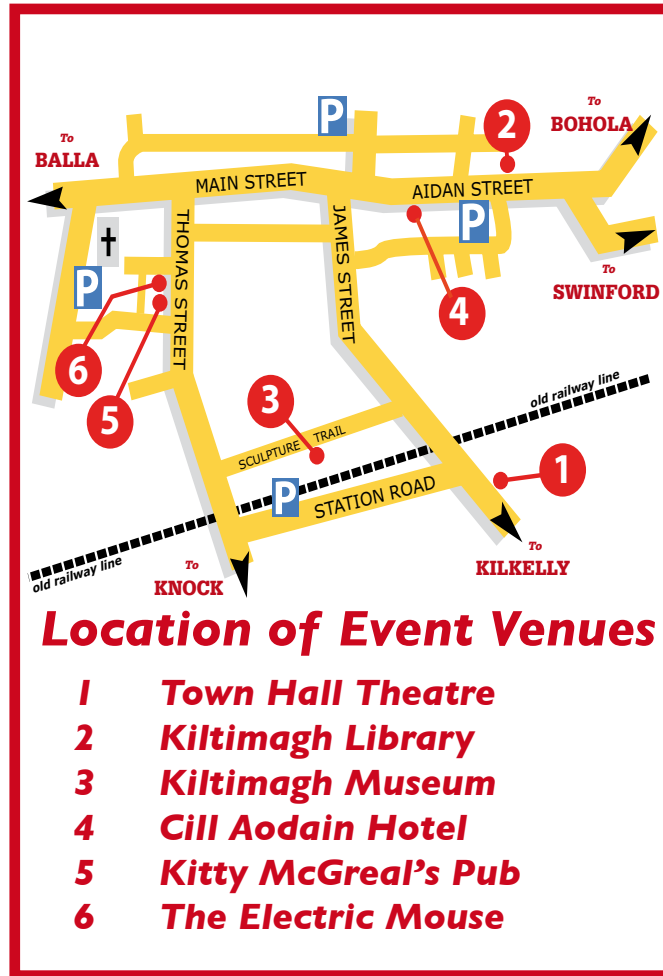 P
2
To
BOHOLA
To
BALLA
MAIN STREET
AIDAN STREET
P
THOMAS STREET
JAMES STREET
P
To
SWINFORD
4
6
5
3
old railway line
SCULPTURE TRAIL
1
P
STATION ROAD
old railway line
To
KNOCK
To
KILKELLY
Location of Event Venues
1 Town Hall Theatre
2 Kiltimagh Library
3 Kiltimagh Museum
4 Cill Aodain Hotel
5 Kitty McGreal's Pub
6 The Electric Mouse